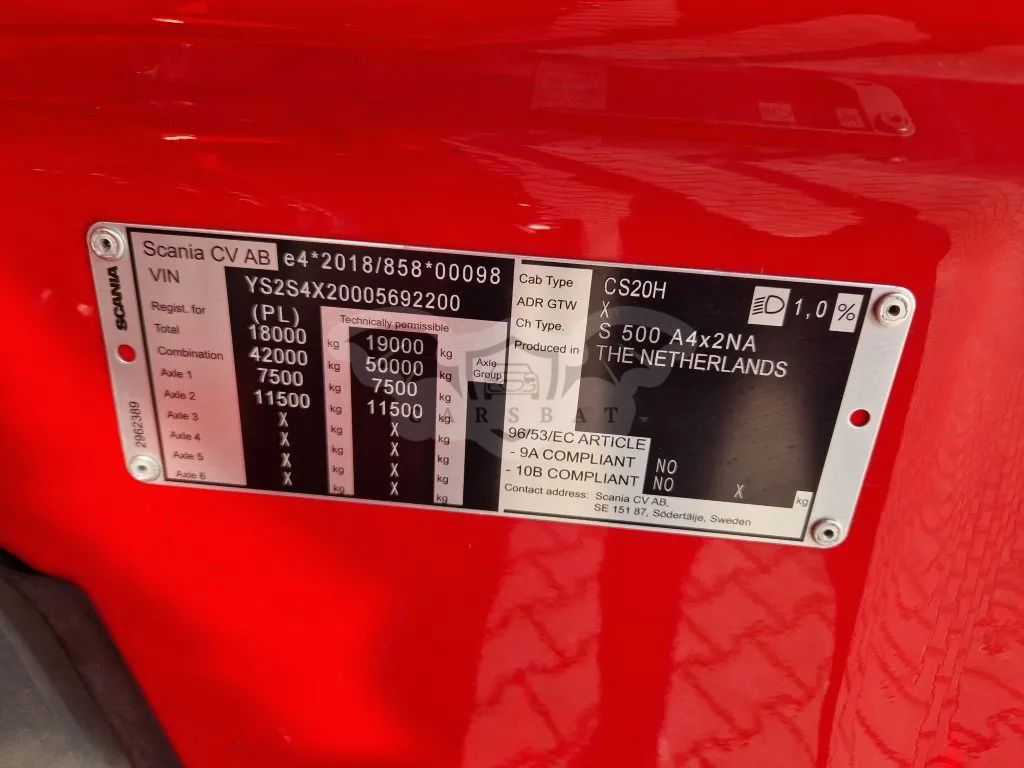 SCANIA
2962389
Scania CV AB e4*2018/858*00098
VIN YS2S4X20005692200
Regist. for (PL) Technically permissible
Total 18000 kg 19000 kg
Combination 42000 kg 50000 kg
Axle 1 7500 kg 7500 kg Axle Group
Axle 2 11500 kg 11500 kg
Axle 3 X kg X kg
Axle 4 X kg X kg
Axle 5 X kg X kg
Axle 6 X kg X kg
Cab Type CS20H 1,0 %
ADR GTW X
Ch Type. S 500 A4x2NA
Produced in THE NETHERLANDS
96/53/EC ARTICLE
- 9A COMPLIANT NO
- 10B COMPLIANT NO X kg
Contact address: Scania CV AB,
SE 151 87, Södertälje, Sweden
CARSBAT